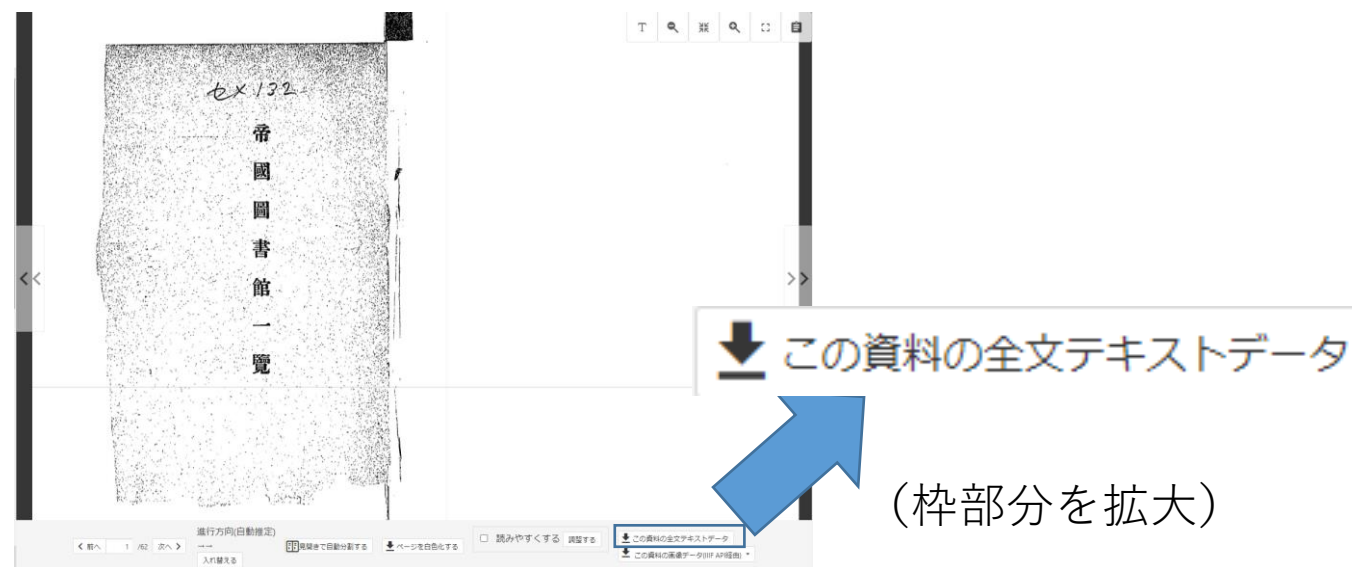 T
セ×132
帝國圖書館一覽
この資料の全文テキストデータ
(枠部分を拡大)
進行方向(自動推定)
→→
入れ替える
前へ 1 /62 次へ
見開きで自動分割する
ページを白色化する
読みやすくする 調整する
この資料の全文テキストデータ
この資料の画像データ(IIIF API経由)